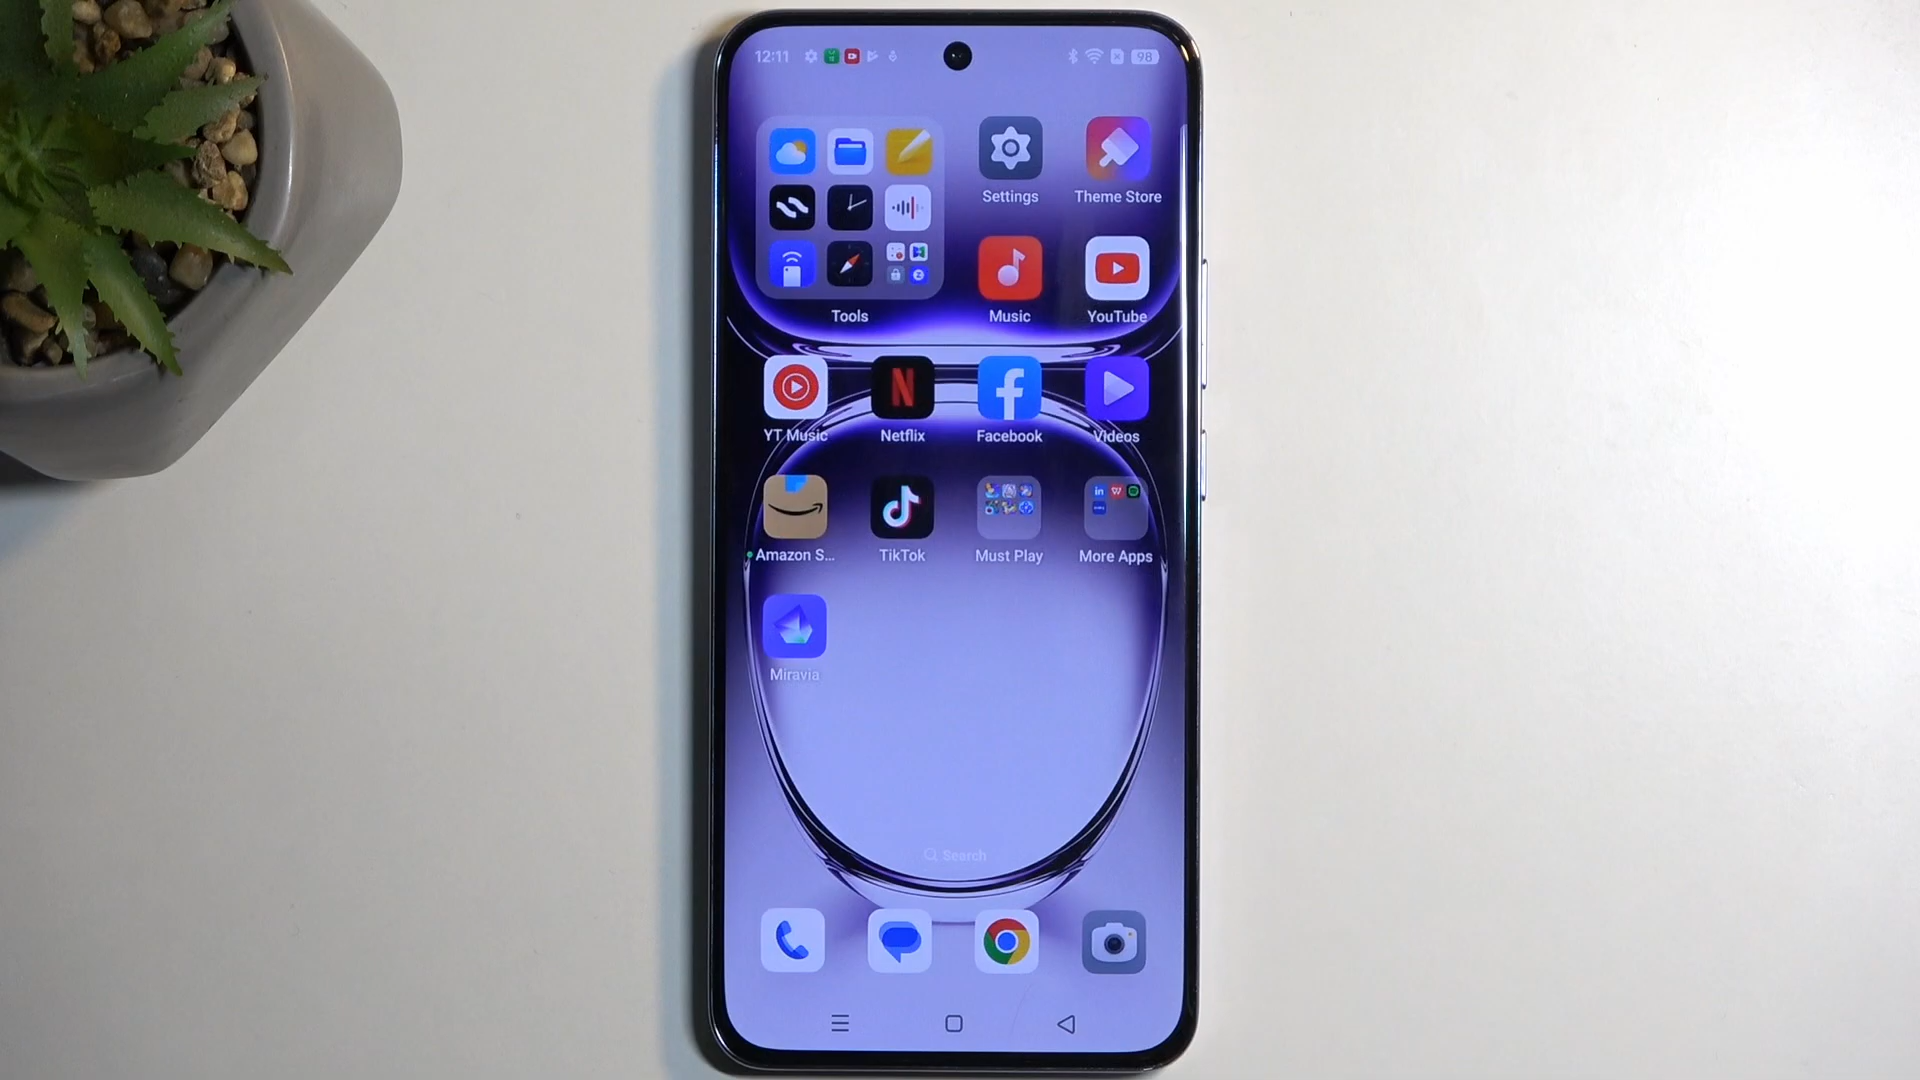 12:11
98
Settings
Theme Store
Tools
Music
YouTube
YT Music
Netflix
Facebook
Videos
Amazon S...
TikTok
Must Play
More Apps
Miravia
Search